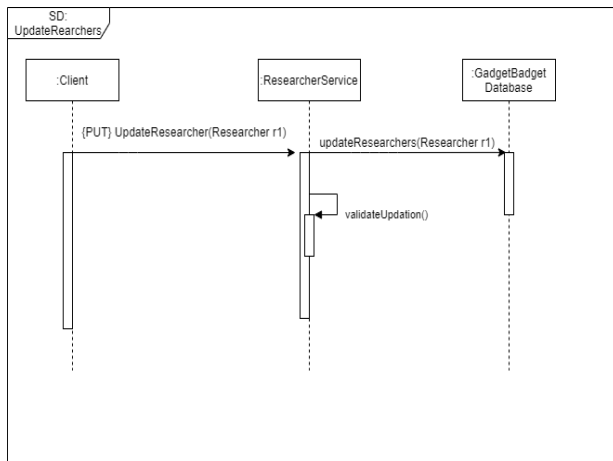 SD:
UpdateRearchers
:Client
:ResearcherService
:GadgetBadget
Database
{PUT} UpdateResearcher(Researcher r1)
updateResearchers(Researcher r1)
validateUpdation()